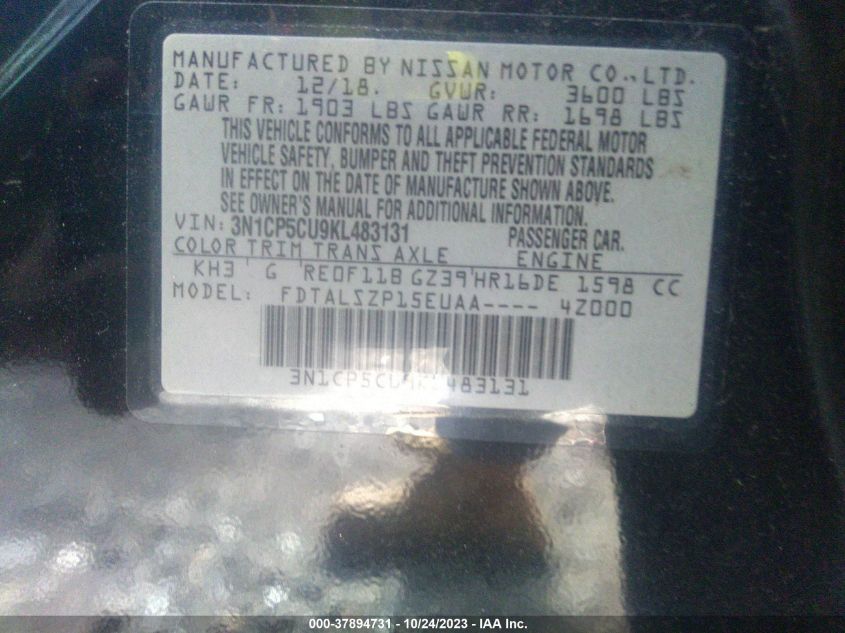 MANUFACTURED BY NISSAN MOTOR CO., LTD.
DATE: 12/18. GVWR: 3600 LBS
GAWR FR: 1903 LBS GAWR RR: 1698 LBS
THIS VEHICLE CONFORMS TO ALL APPLICABLE FEDERAL MOTOR
VEHICLE SAFETY, BUMPER AND THEFT PREVENTION STANDARDS
IN EFFECT ON THE DATE OF MANUFACTURE SHOWN ABOVE.
SEE OWNER'S MANUAL FOR ADDITIONAL INFORMATION.
VIN: 3N1CP5CU9KL483131 PASSENGER CAR.
COLOR TRIM TRANS AXLE ENGINE
KH3 G RE0F11B GZ39 HR16DE 1598 CC
MODEL: FDTALSZP15EUAA---- 4Z000
3N1CP5CU9KL483131
000-37894731 - 10/24/2023 - IAA Inc.